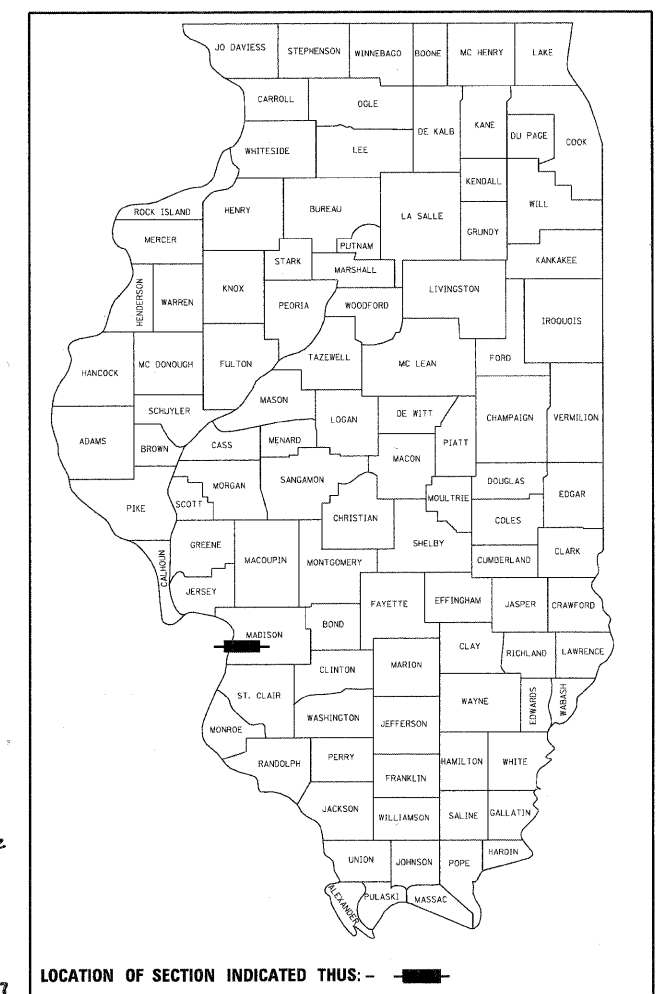 JO DAVIESS STEPHENSON WINNEBAGO BOONE MC HENRY LAKE
CARROLL OGLE DE KALB KANE DU PAGE COOK
WHITESIDE LEE
KENDALL
ROCK ISLAND HENRY BUREAU LA SALLE WILL
MERCER PUTNAM GRUNDY
STARK MARSHALL KANKAKEE
HENDERSON WARREN KNOX PEORIA WOODFORD LIVINGSTON
IROQUOIS
HANCOCK MC DONOUGH FULTON TAZEWELL MC LEAN FORD
MASON
SCHUYLER LOGAN DE WITT CHAMPAIGN VERMILION
ADAMS BROWN CASS MENARD MACON PIATT
MORGAN SANGAMON DOUGLAS
PIKE SCOTT CHRISTIAN MOULTRIE EDGAR
COLES
GREENE SHELBY
CALHOUN MACOUPIN MONTGOMERY CUMBERLAND CLARK
JERSEY FAYETTE EFFINGHAM JASPER CRAWFORD
MADISON BOND
CLAY RICHLAND LAWRENCE
CLINTON MARION
ST. CLAIR WAYNE EDWARDS WABASH
WASHINGTON JEFFERSON
MONROE
RANDOLPH PERRY HAMILTON WHITE
FRANKLIN
JACKSON WILLIAMSON SALINE GALLATIN
UNION JOHNSON POPE HARDIN
ALEXANDER PULASKI MASSAC
LOCATION OF SECTION INDICATED THUS: -